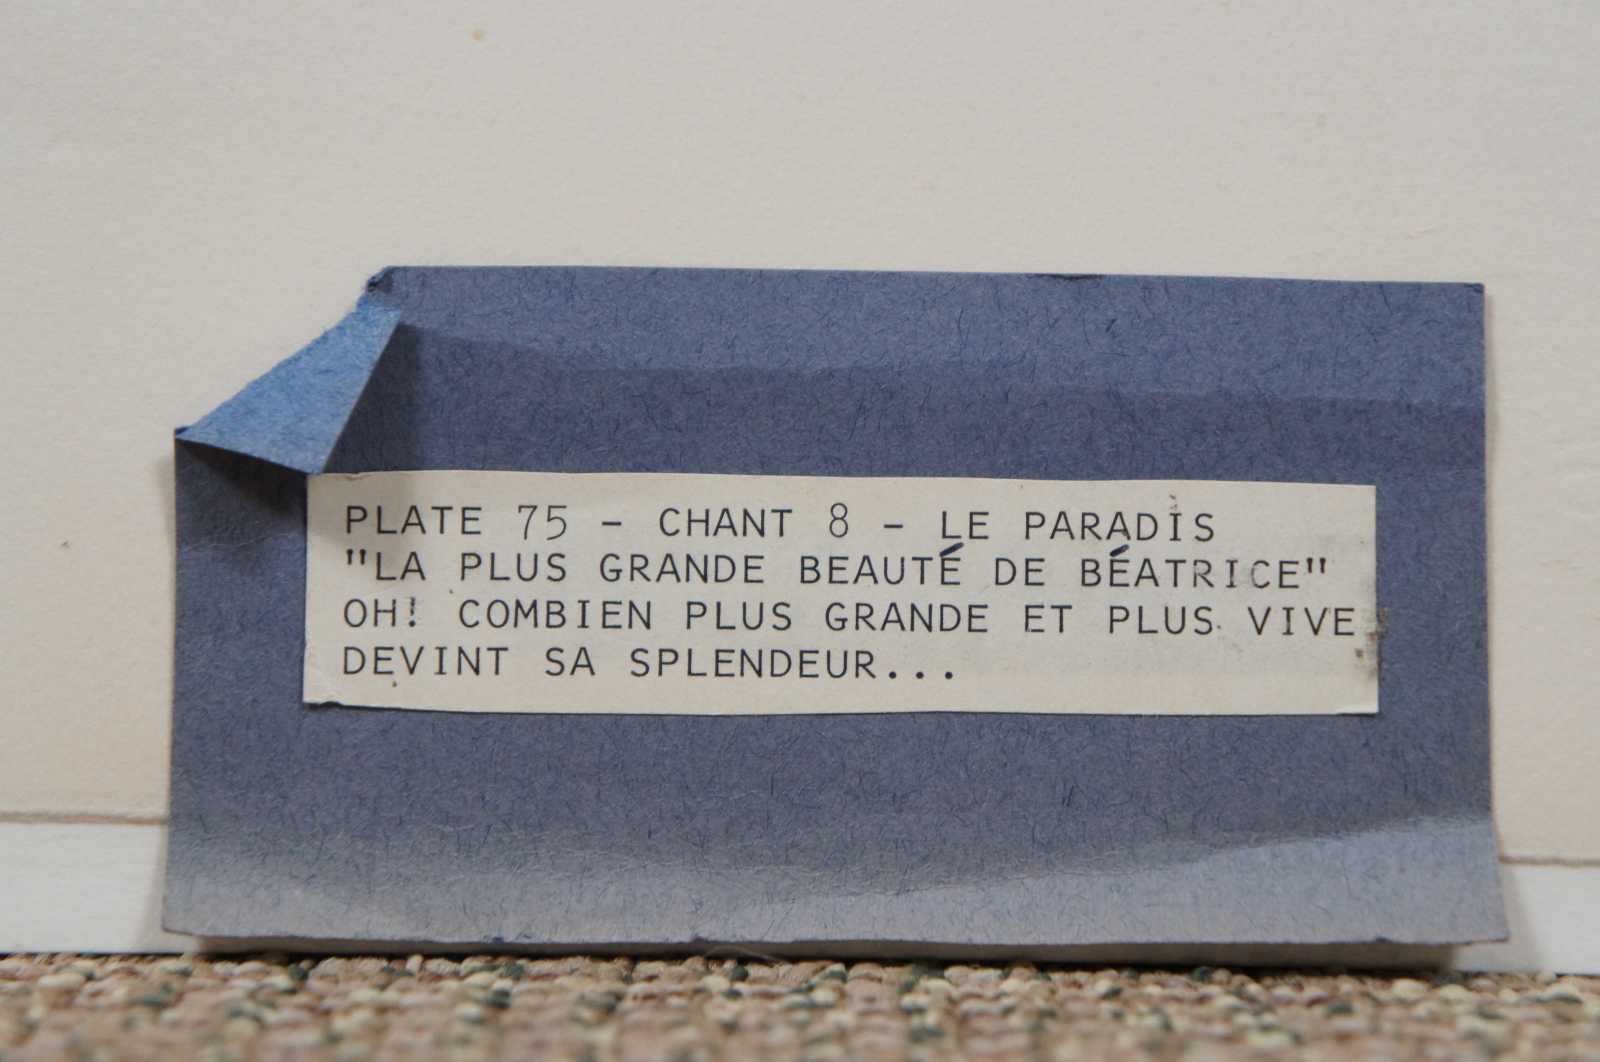 PLATE 75 - CHANT 8 - LE PARADIS
"LA PLUS GRANDE BEAUTÉ DE BÉATRICE"
OH! COMBIEN PLUS GRANDE ET PLUS VIVE
DEVINT SA SPLENDEUR...